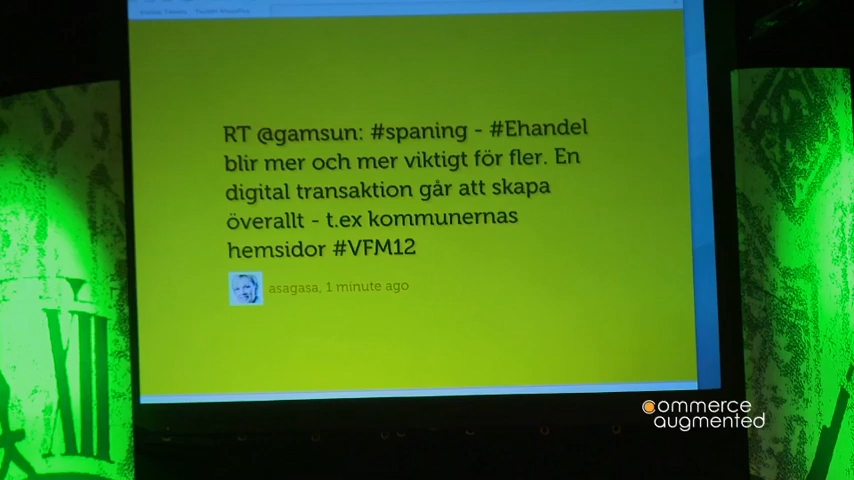 RT @gamsun: #spaning - #Ehandel
blir mer och mer viktigt för fler. En
digital transaktion går att skapa
överallt - t.ex kommunernas
hemsidor #VFM12
asagasa, 1 minute ago
XIII
commerce
augmented